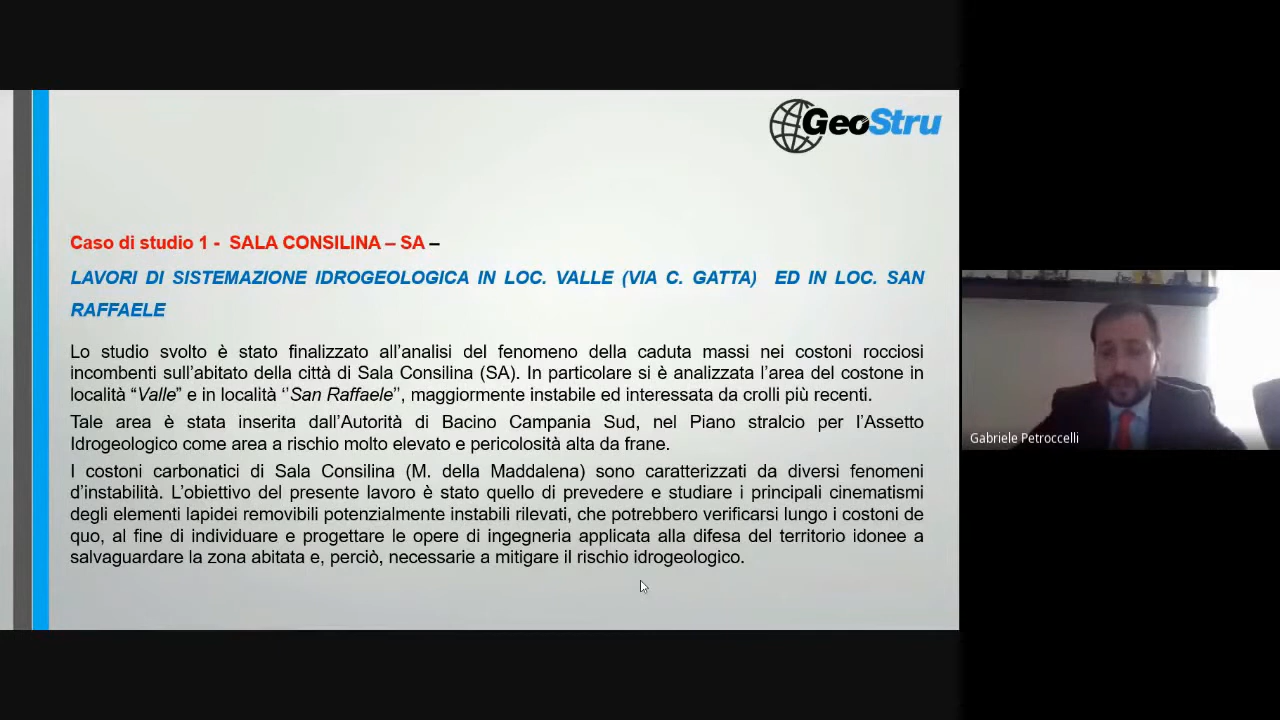 GeoStru
Caso di studio 1 - SALA CONSILINA – SA –
LAVORI DI SISTEMAZIONE IDROGEOLOGICA IN LOC. VALLE (VIA C. GATTA) ED IN LOC. SAN
RAFFAELE
Lo studio svolto è stato finalizzato all’analisi del fenomeno della caduta massi nei costoni rocciosi
incombenti sull’abitato della città di Sala Consilina (SA). In particolare si è analizzata l’area del costone in
località “Valle” e in località ‘’San Raffaele’’, maggiormente instabile ed interessata da crolli più recenti.
Tale area è stata inserita dall’Autorità di Bacino Campania Sud, nel Piano stralcio per l’Assetto
Idrogeologico come area a rischio molto elevato e pericolosità alta da frane.
I costoni carbonatici di Sala Consilina (M. della Maddalena) sono caratterizzati da diversi fenomeni
d’instabilità. L’obiettivo del presente lavoro è stato quello di prevedere e studiare i principali cinematismi
degli elementi lapidei removibili potenzialmente instabili rilevati, che potrebbero verificarsi lungo i costoni de
quo, al fine di individuare e progettare le opere di ingegneria applicata alla difesa del territorio idonee a
salvaguardare la zona abitata e, perciò, necessarie a mitigare il rischio idrogeologico.
Gabriele Petroccelli